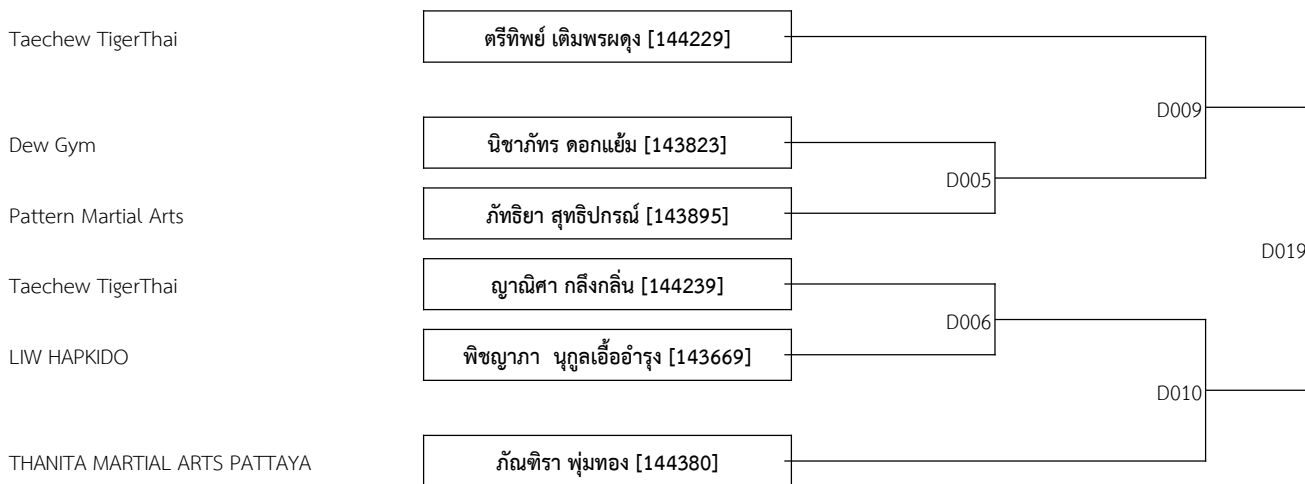 Taechew TigerThai
ตรีทิพย์ เติมพรผดุง [144229]
D009
Dew Gym
นิชาภัทร ดอกแย้ม [143823]
D005
Pattern Martial Arts
ภัทธิยา สุทธิปกรณ์ [143895]
D019
Taechew TigerThai
ญาณิศา กลึงกลิ่น [144239]
D006
LIW HAPKIDO
พิชญาภา  นุกูลเอื้ออำรุง [143669]
D010
THANITA MARTIAL ARTS PATTAYA
ภัณฑิรา พุ่มทอง [144380]